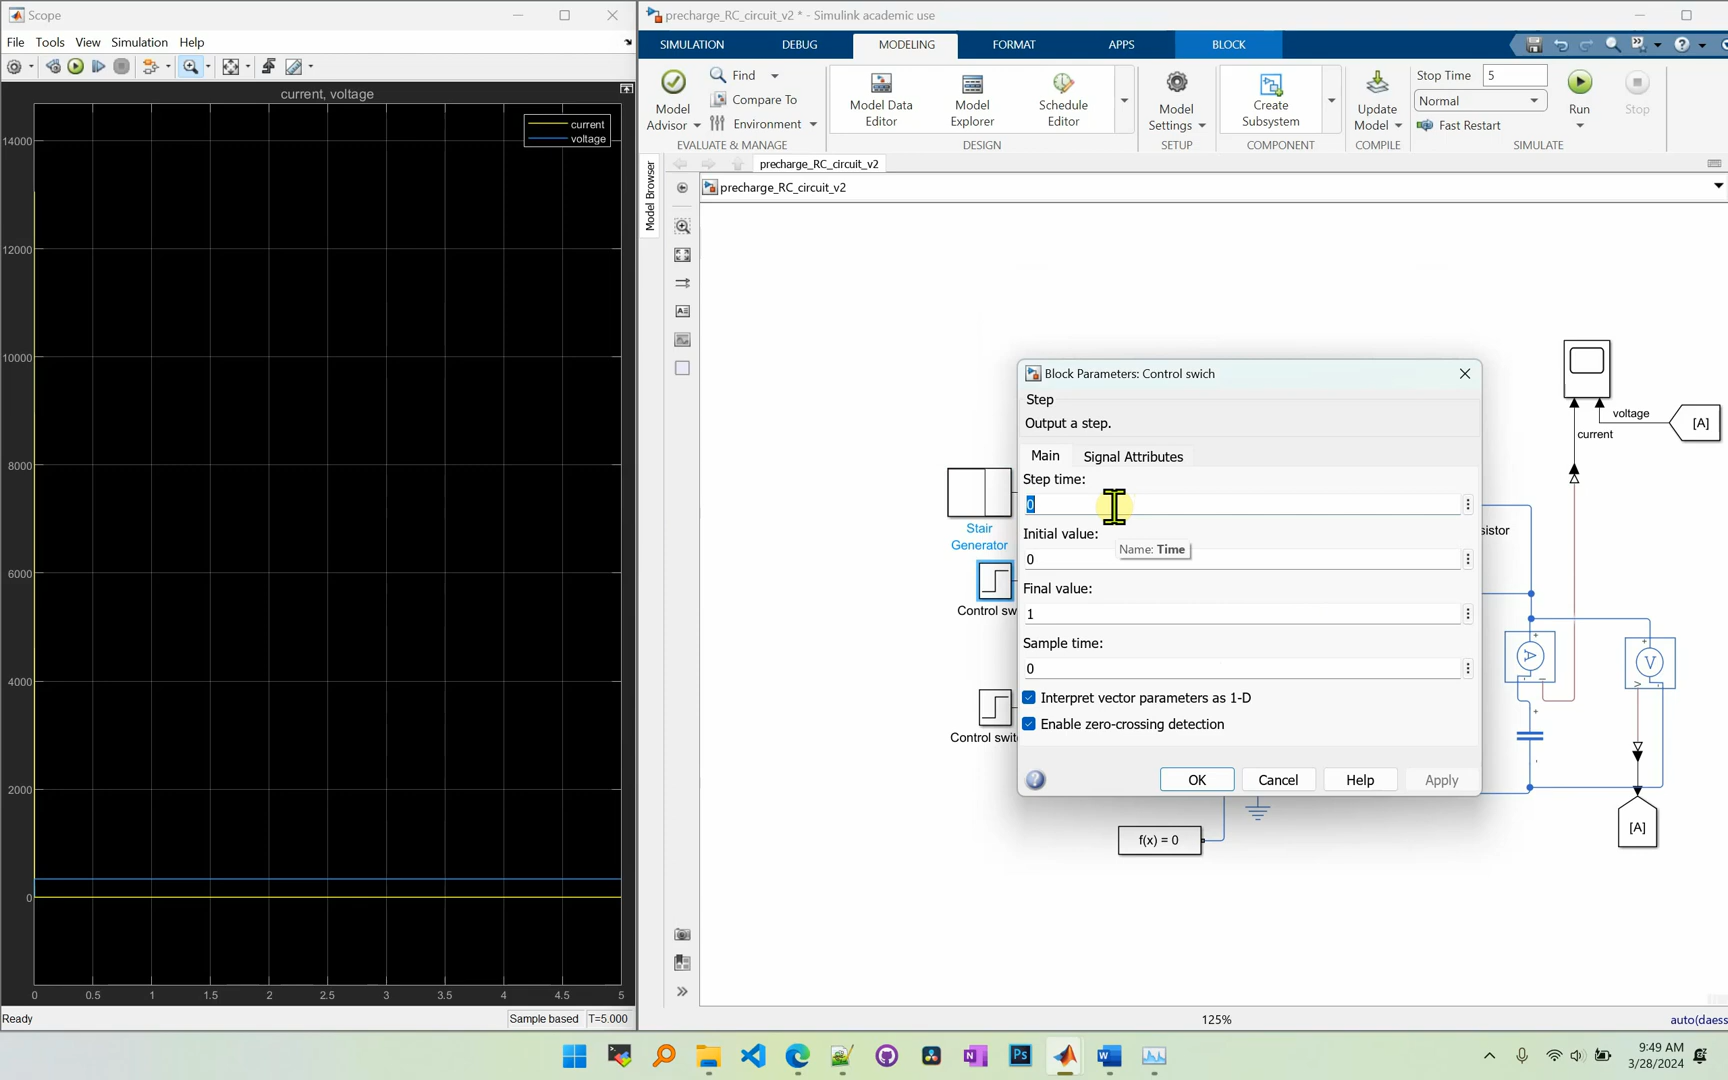 Scope
File Tools View Simulation Help
current, voltage
current
voltage
14000
12000
10000
8000
6000
4000
2000
0
0 0.5 1 1.5 2 2.5 3 3.5 4 4.5 5
Ready
Sample based T=5.000
precharge_RC_circuit_v2 * - Simulink academic use
SIMULATION DEBUG MODELING FORMAT APPS BLOCK
Model
Advisor
Find
Compare To
Environment
EVALUATE & MANAGE
Model Data
Editor
Model
Explorer
Schedule
Editor
DESIGN
Model
Settings
SETUP
Create
Subsystem
COMPONENT
Update
Model
COMPILE
Stop Time 5
Normal
Fast Restart
Run
Stop
SIMULATE
Model Browser
precharge_RC_circuit_v2
precharge_RC_circuit_v2
Stair
Generator
Control sw
Control swit
Block Parameters: Control swich
Step
Output a step.
Main Signal Attributes
Step time:
0
Initial value:
Name: Time
0
Final value:
1
Sample time:
0
Interpret vector parameters as 1-D
Enable zero-crossing detection
OK Cancel Help Apply
f(x) = 0
voltage
current
[A]
istor
A
V
[A]
125%
auto(daess
9:49 AM
3/28/2024